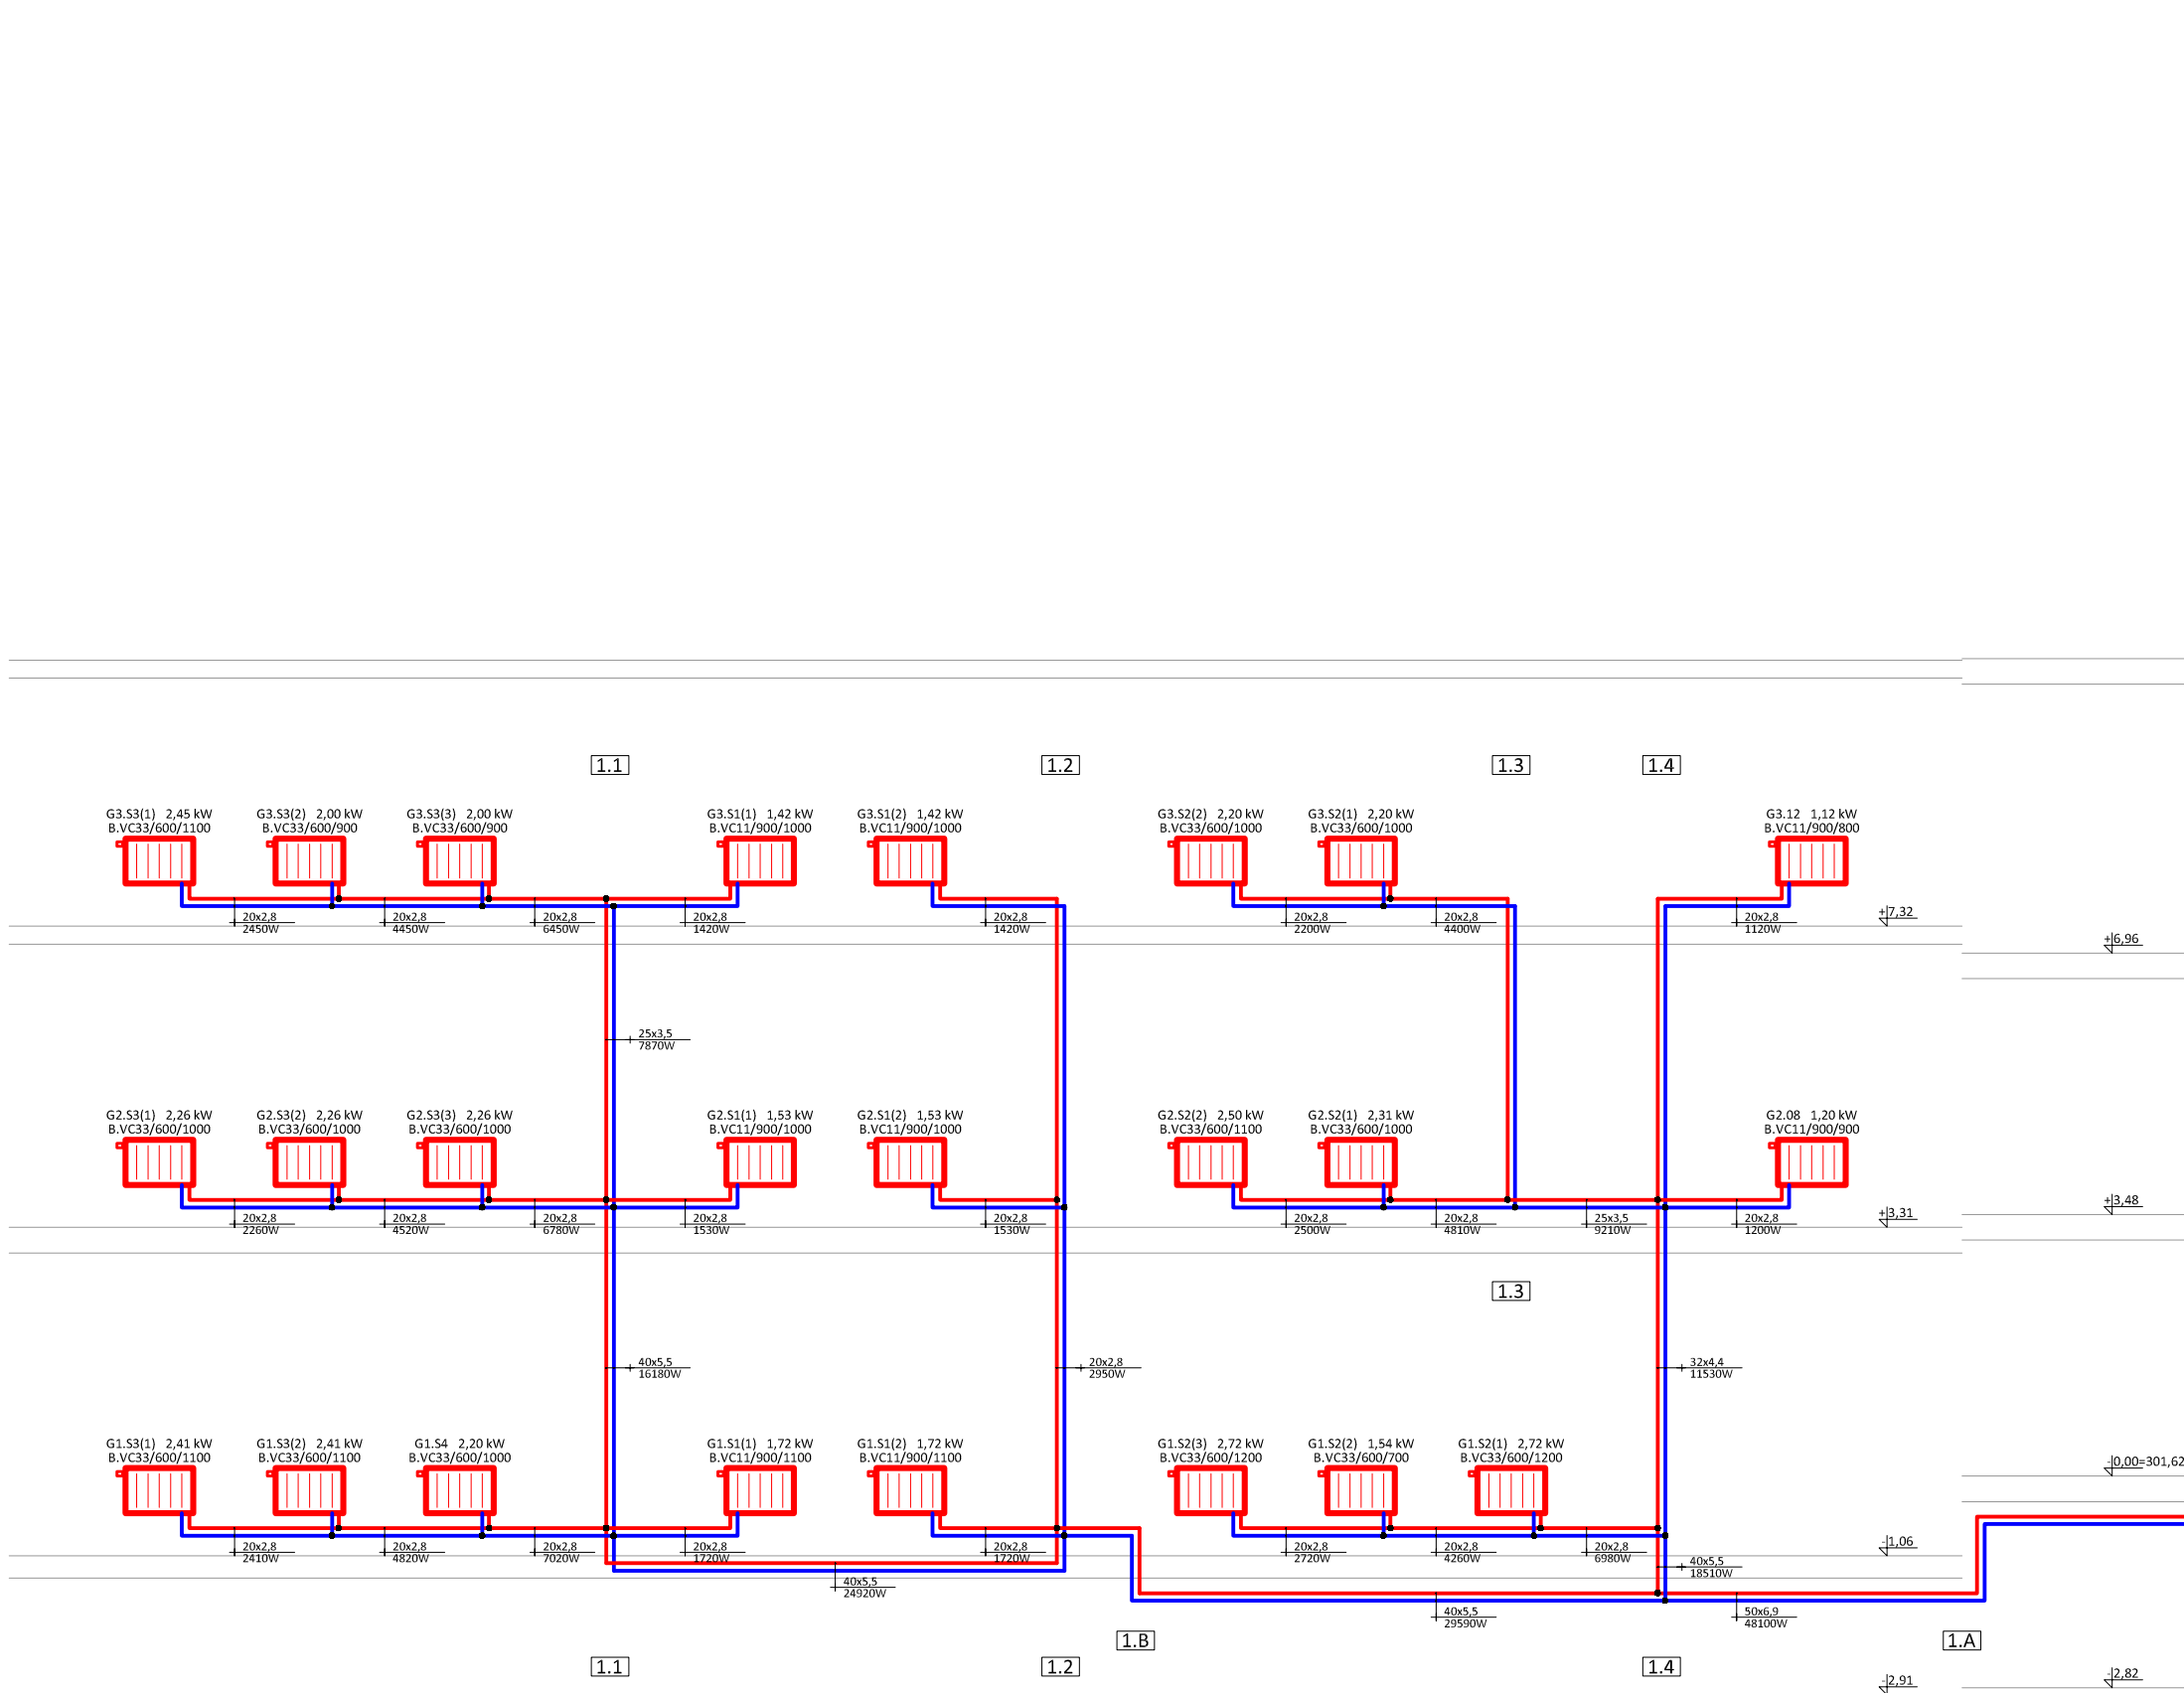 1.1
1.2
1.3
1.4
G3.S3(1) 2,45 kW
B.VC33/600/1100
G3.S3(2) 2,00 kW
B.VC33/600/900
G3.S3(3) 2,00 kW
B.VC33/600/900
G3.S1(1) 1,42 kW
B.VC11/900/1000
G3.S1(2) 1,42 kW
B.VC11/900/1000
G3.S2(2) 2,20 kW
B.VC33/600/1000
G3.S2(1) 2,20 kW
B.VC33/600/1000
G3.12 1,12 kW
B.VC11/900/800
20x2,8
2450W
20x2,8
4450W
20x2,8
6450W
20x2,8
1420W
20x2,8
1420W
20x2,8
2200W
20x2,8
4400W
20x2,8
1120W
+7,32
+6,96
25x3,5
7870W
G2.S3(1) 2,26 kW
B.VC33/600/1000
G2.S3(2) 2,26 kW
B.VC33/600/1000
G2.S3(3) 2,26 kW
B.VC33/600/1000
G2.S1(1) 1,53 kW
B.VC11/900/1000
G2.S1(2) 1,53 kW
B.VC11/900/1000
G2.S2(2) 2,50 kW
B.VC33/600/1100
G2.S2(1) 2,31 kW
B.VC33/600/1000
G2.08 1,20 kW
B.VC11/900/900
20x2,8
2260W
20x2,8
4520W
20x2,8
6780W
20x2,8
1530W
20x2,8
1530W
20x2,8
2500W
20x2,8
4810W
25x3,5
9210W
20x2,8
1200W
+3,31
+3,48
1.3
40x5,5
16180W
20x2,8
2950W
32x4,4
11530W
G1.S3(1) 2,41 kW
B.VC33/600/1100
G1.S3(2) 2,41 kW
B.VC33/600/1100
G1.S4 2,20 kW
B.VC33/600/1000
G1.S1(1) 1,72 kW
B.VC11/900/1100
G1.S1(2) 1,72 kW
B.VC11/900/1100
G1.S2(3) 2,72 kW
B.VC33/600/1200
G1.S2(2) 1,54 kW
B.VC33/600/700
G1.S2(1) 2,72 kW
B.VC33/600/1200
-0,00=301,62
20x2,8
2410W
20x2,8
4820W
20x2,8
7020W
20x2,8
1720W
20x2,8
1720W
20x2,8
2720W
20x2,8
4260W
20x2,8
6980W
-1,06
40x5,5
18510W
40x5,5
24920W
40x5,5
29590W
50x6,9
48100W
1.B
1.A
1.1
1.2
1.4
-2,91
-2,82